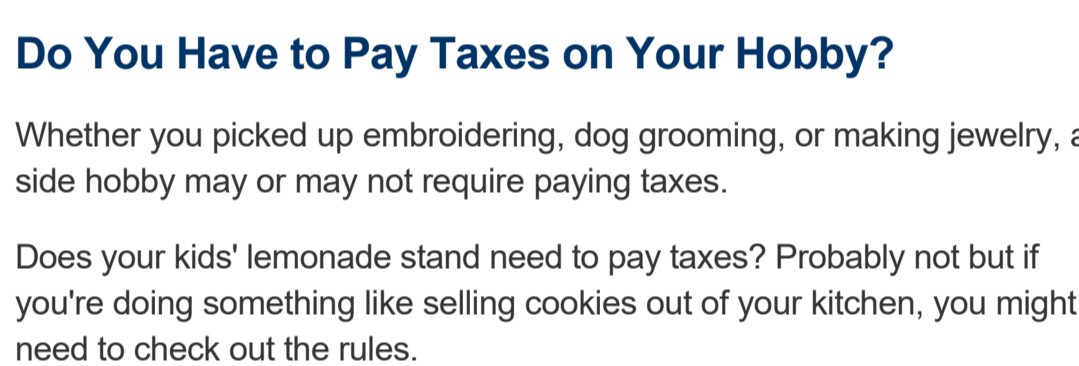 Do You Have to Pay Taxes on Your Hobby?
Whether you picked up embroidering, dog grooming, or making jewelry, a
side hobby may or may not require paying taxes.
Does your kids' lemonade stand need to pay taxes? Probably not but if
you're doing something like selling cookies out of your kitchen, you might
need to check out the rules.